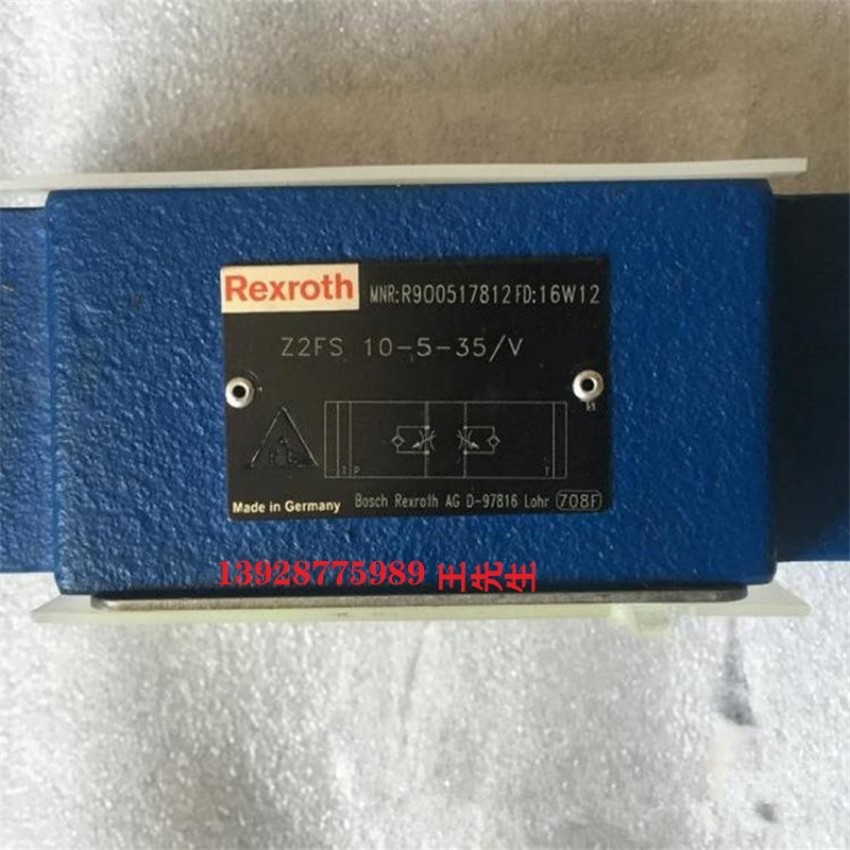 Rexroth MNR:R900517812 FD:16W12
Z2FS 10-5-35/V
T P T
Made in Germany Bosch Rexroth AG D-97816 Lohr 708F
13928775989 王先生